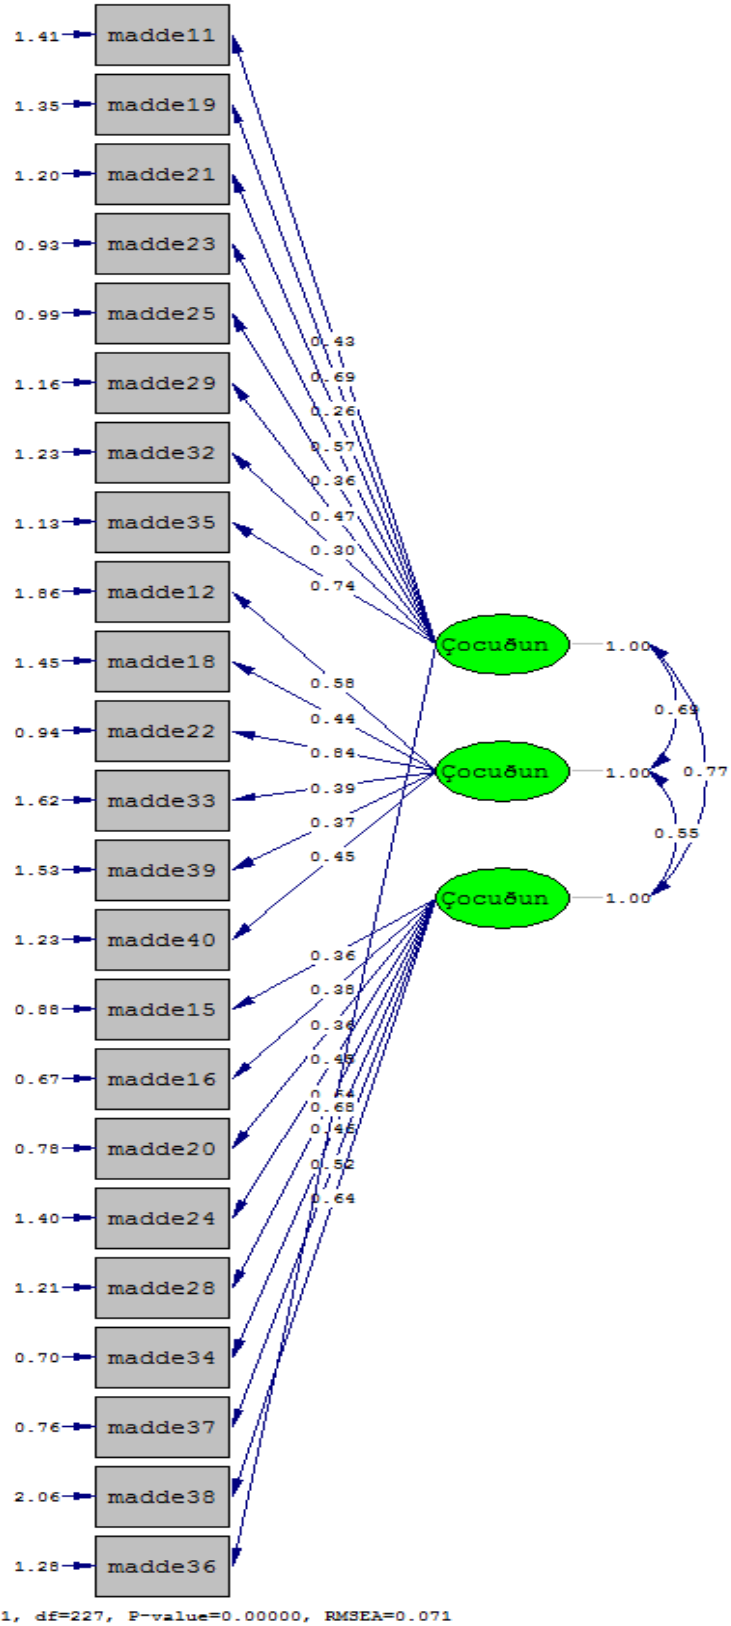 1.41 madde11
1.35 madde19
1.20 madde21
0.93 madde23
0.99 madde25
0.43
1.16 madde29
0.69
0.26
1.23 madde32
0.57
0.36
1.13 madde35
0.47
0.30
0.74
1.86 madde12
Çocuðun 1.00
1.45 madde18
0.58
0.69
0.94 madde22
0.44
0.84
Çocuðun 1.00 0.77
1.62 madde33
0.39
0.37
0.55
1.53 madde39
0.45
Çocuðun 1.00
1.23 madde40
0.36
0.88 madde15
0.38
0.36
0.67 madde16
0.68
0.78 madde20
0.52
0.64
1.40 madde24
1.21 madde28
0.70 madde34
0.76 madde37
2.06 madde38
1.28 madde36
1, df=227, P-value=0.00000, RMSEA=0.071